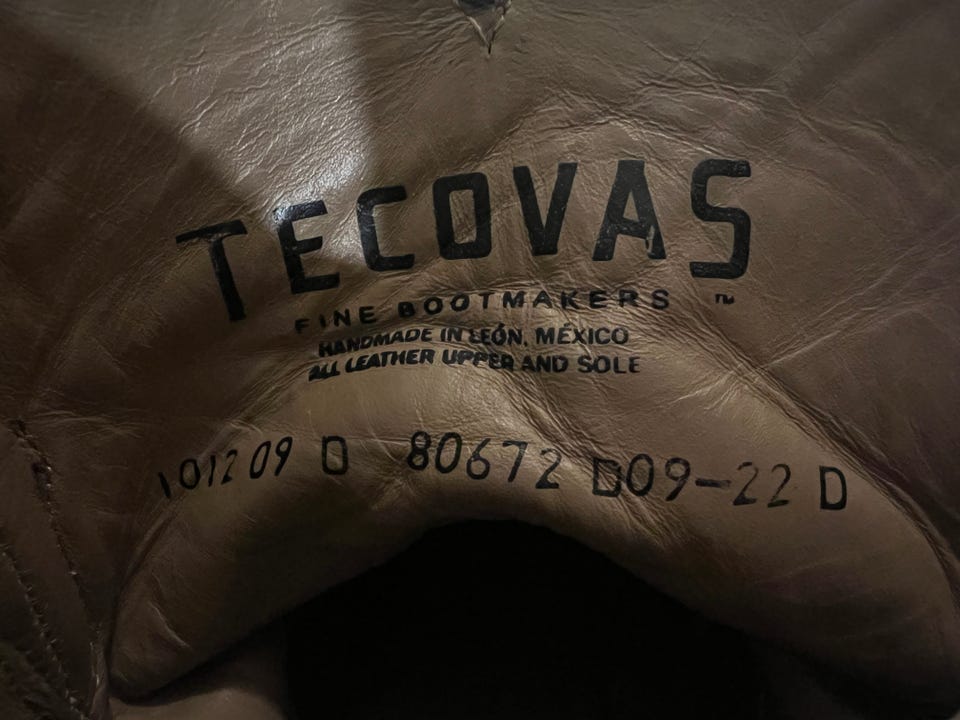 TECOVAS
FINE BOOTMAKERS ™
HANDMADE IN LEÓN, MÉXICO
ALL LEATHER UPPER AND SOLE
101209 D 80672 D09-22 D